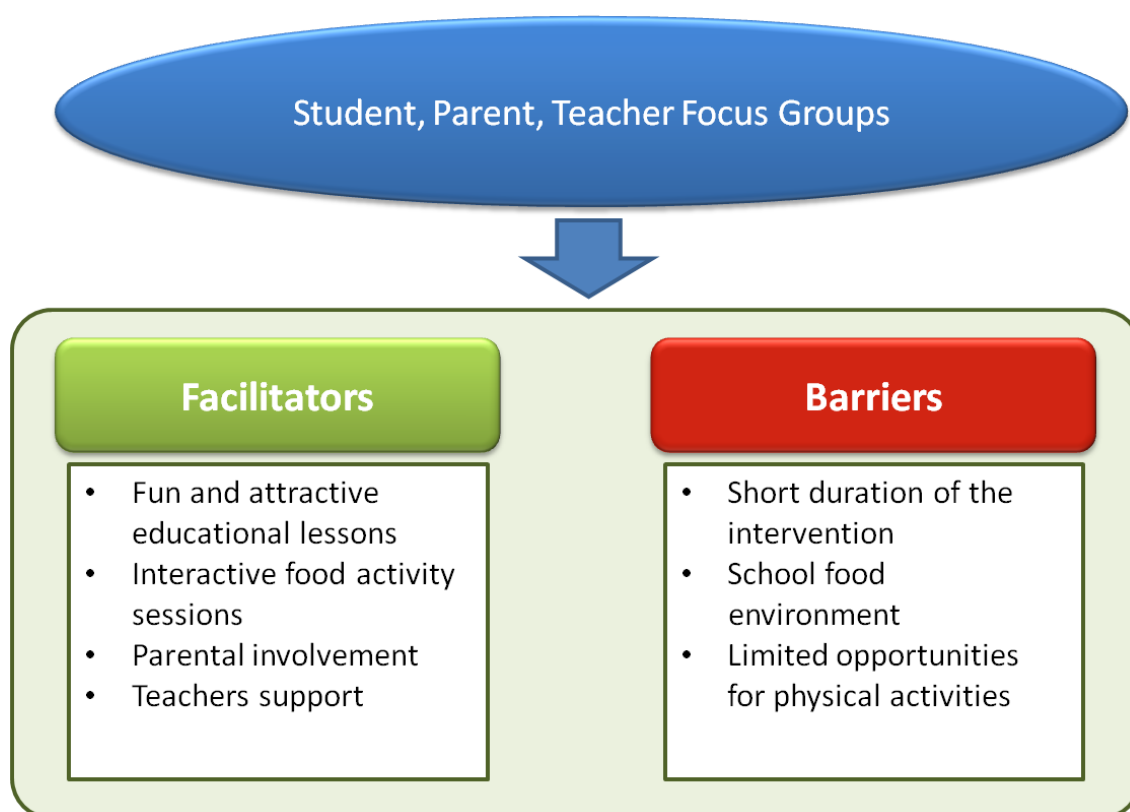 Student, Parent, Teacher Focus Groups
Facilitators
• Fun and attractive
educational lessons
• Interactive food activity
sessions
• Parental involvement
• Teachers support
Barriers
• Short duration of the
intervention
• School food
environment
• Limited opportunities
for physical activities